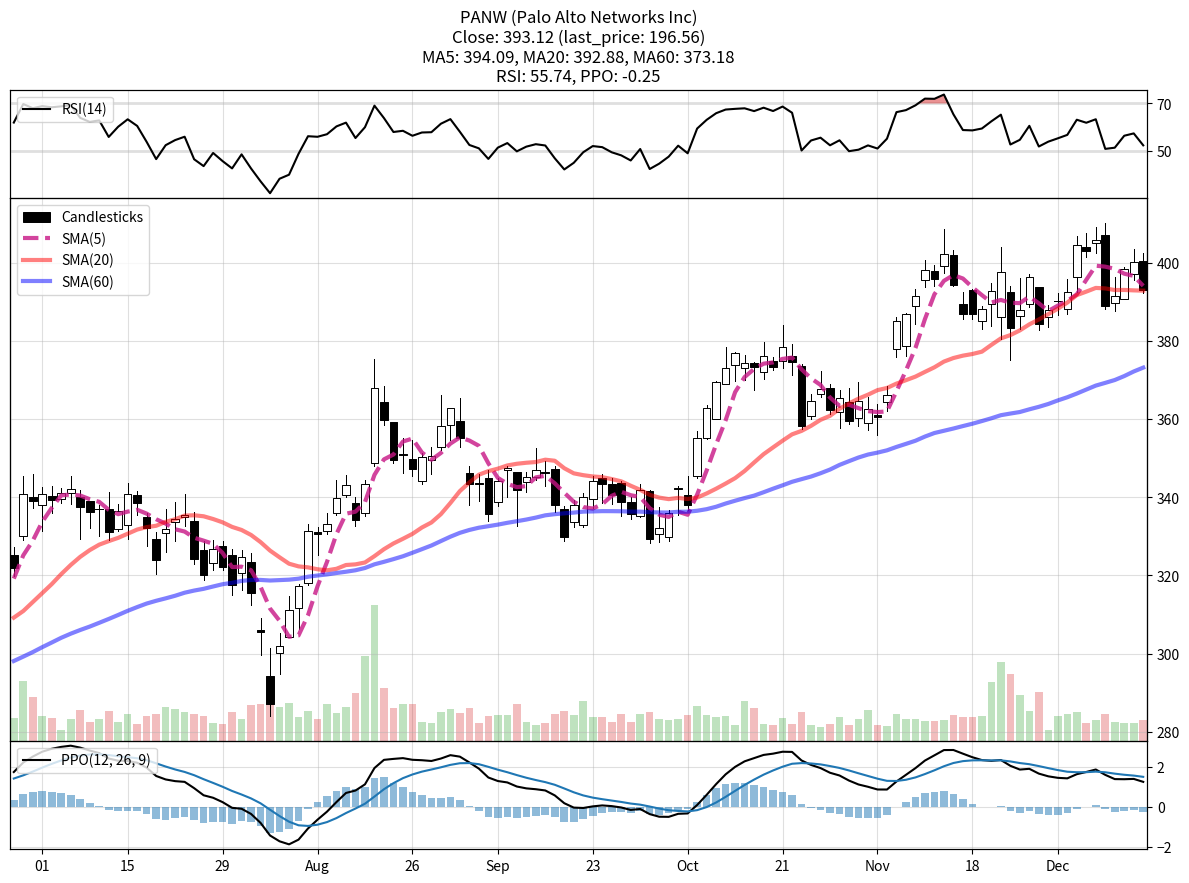 PANW (Palo Alto Networks Inc)
Close: 393.12 (last_price: 196.56)
MA5: 394.09, MA20: 392.88, MA60: 373.18
RSI: 55.74, PPO: -0.25
RSI(14)
70
50
Candlesticks
SMA(5)
SMA(20)
SMA(60)
400
380
360
340
320
300
280
PPO(12, 26, 9)
2
0
−2
01 15 29 Aug 26 Sep 23 Oct 21 Nov 18 Dec